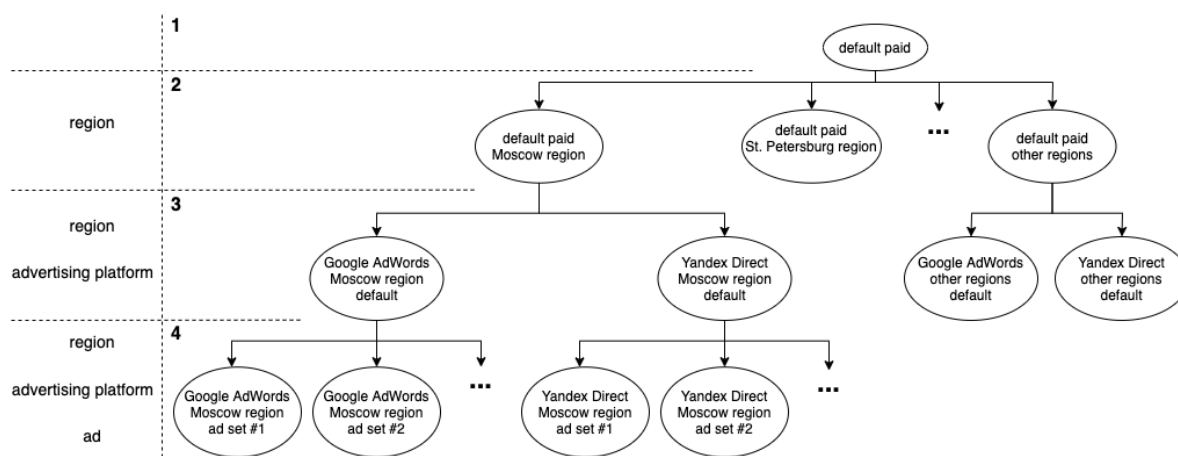 1
default paid
2
region
default paid
Moscow region
default paid
St. Petersburg region
...
default paid
other regions
3
region
advertising platform
Google AdWords
Moscow region
default
Yandex Direct
Moscow region
default
Google AdWords
other regions
default
Yandex Direct
other regions
default
4
region
advertising platform
ad
Google AdWords
Moscow region
ad set #1
Google AdWords
Moscow region
ad set #2
...
Yandex Direct
Moscow region
ad set #1
Yandex Direct
Moscow region
ad set #2
...